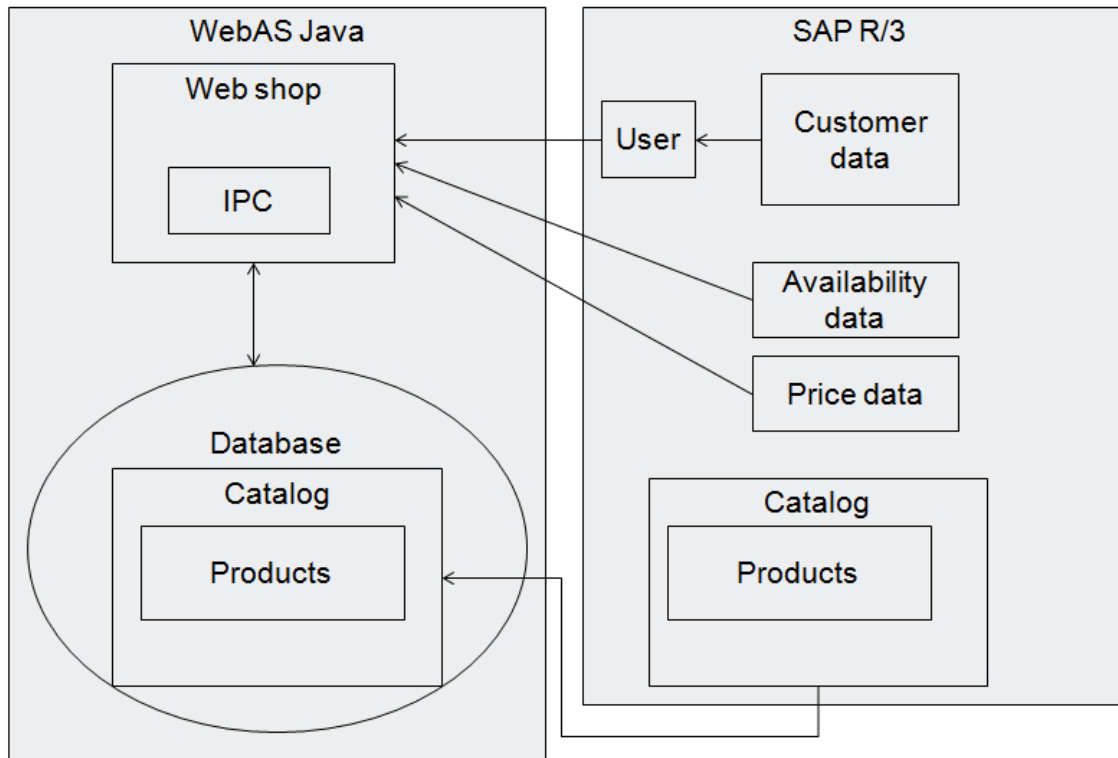 WebAS Java
Web shop
IPC
Database
Catalog
Products
SAP R/3
User
Customer
data
Availability
data
Price data
Catalog
Products